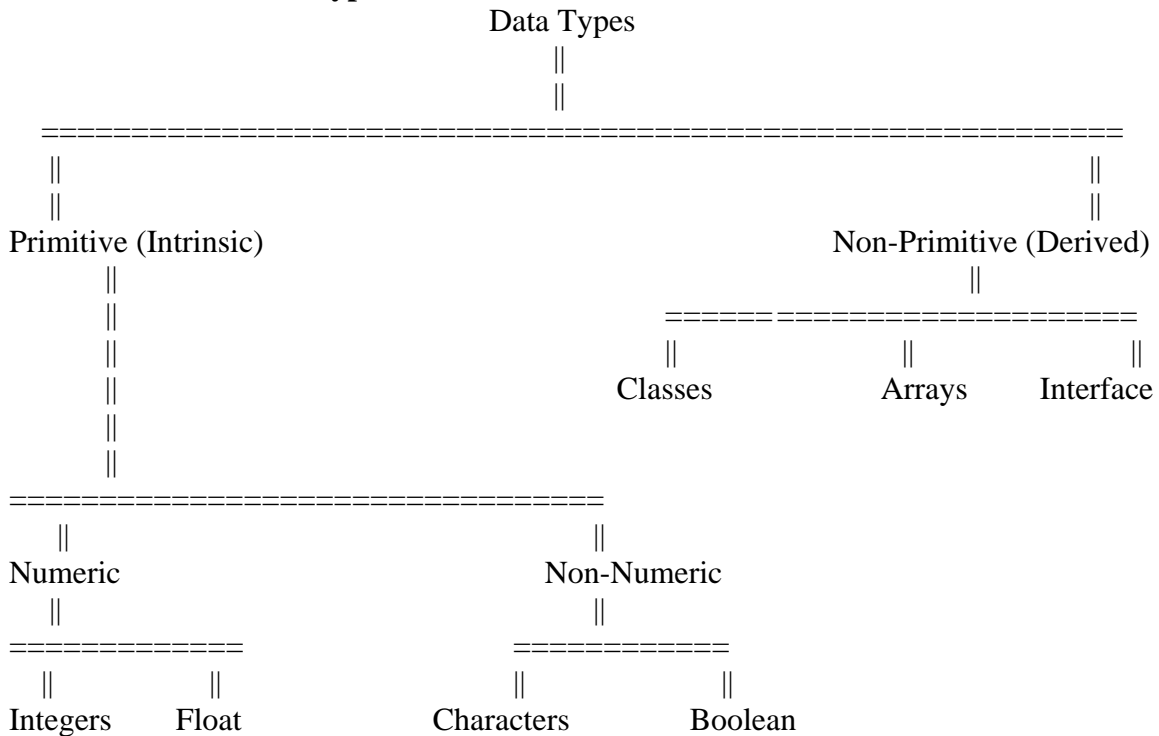 Data Types
||
||
============================================================
|| ||
|| ||
Primitive (Intrinsic) Non-Primitive (Derived)
|| ||
|| ====== ====================
|| || || ||
|| Classes Arrays Interface
||
||
=================================
|| ||
Numeric Non-Numeric
|| ||
============= ============
|| || || ||
Integers Float Characters Boolean